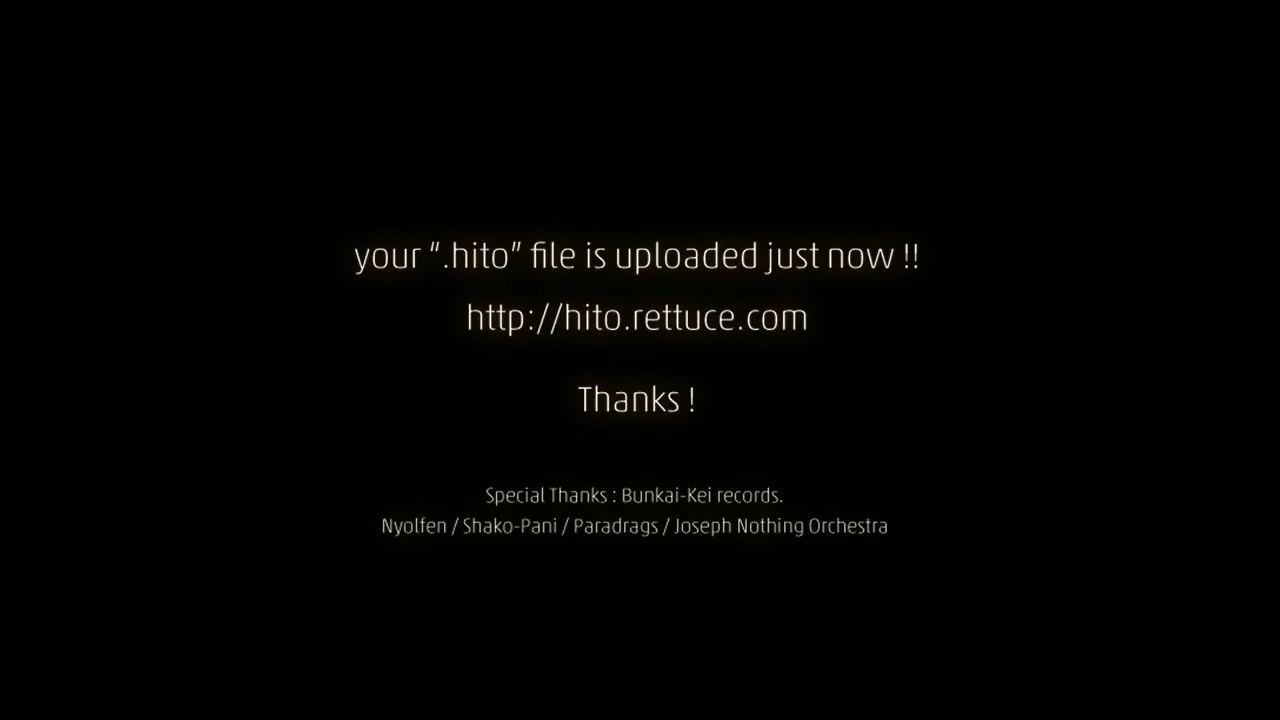 your “.hito” file is uploaded just now !!
http://hito.rettuce.com
Thanks !
Special Thanks : Bunkai-Kei records.
Nyolfen / Shako-Pani / Paradrags / Joseph Nothing Orchestra